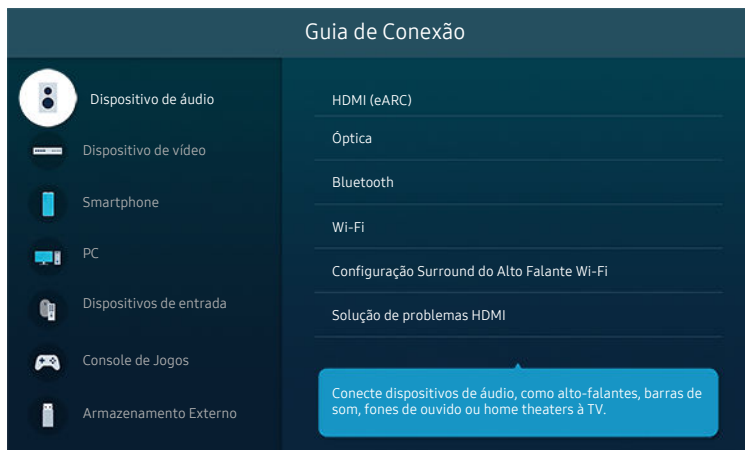 Guia de Conexão
Dispositivo de áudio
Dispositivo de vídeo
Smartphone
PC
Dispositivos de entrada
Console de Jogos
Armazenamento Externo
HDMI (eARC)
Óptica
Bluetooth
Wi-Fi
Configuração Surround do Alto Falante Wi-Fi
Solução de problemas HDMI
Conecte dispositivos de áudio, como alto-falantes, barras de
som, fones de ouvido ou home theaters à TV.